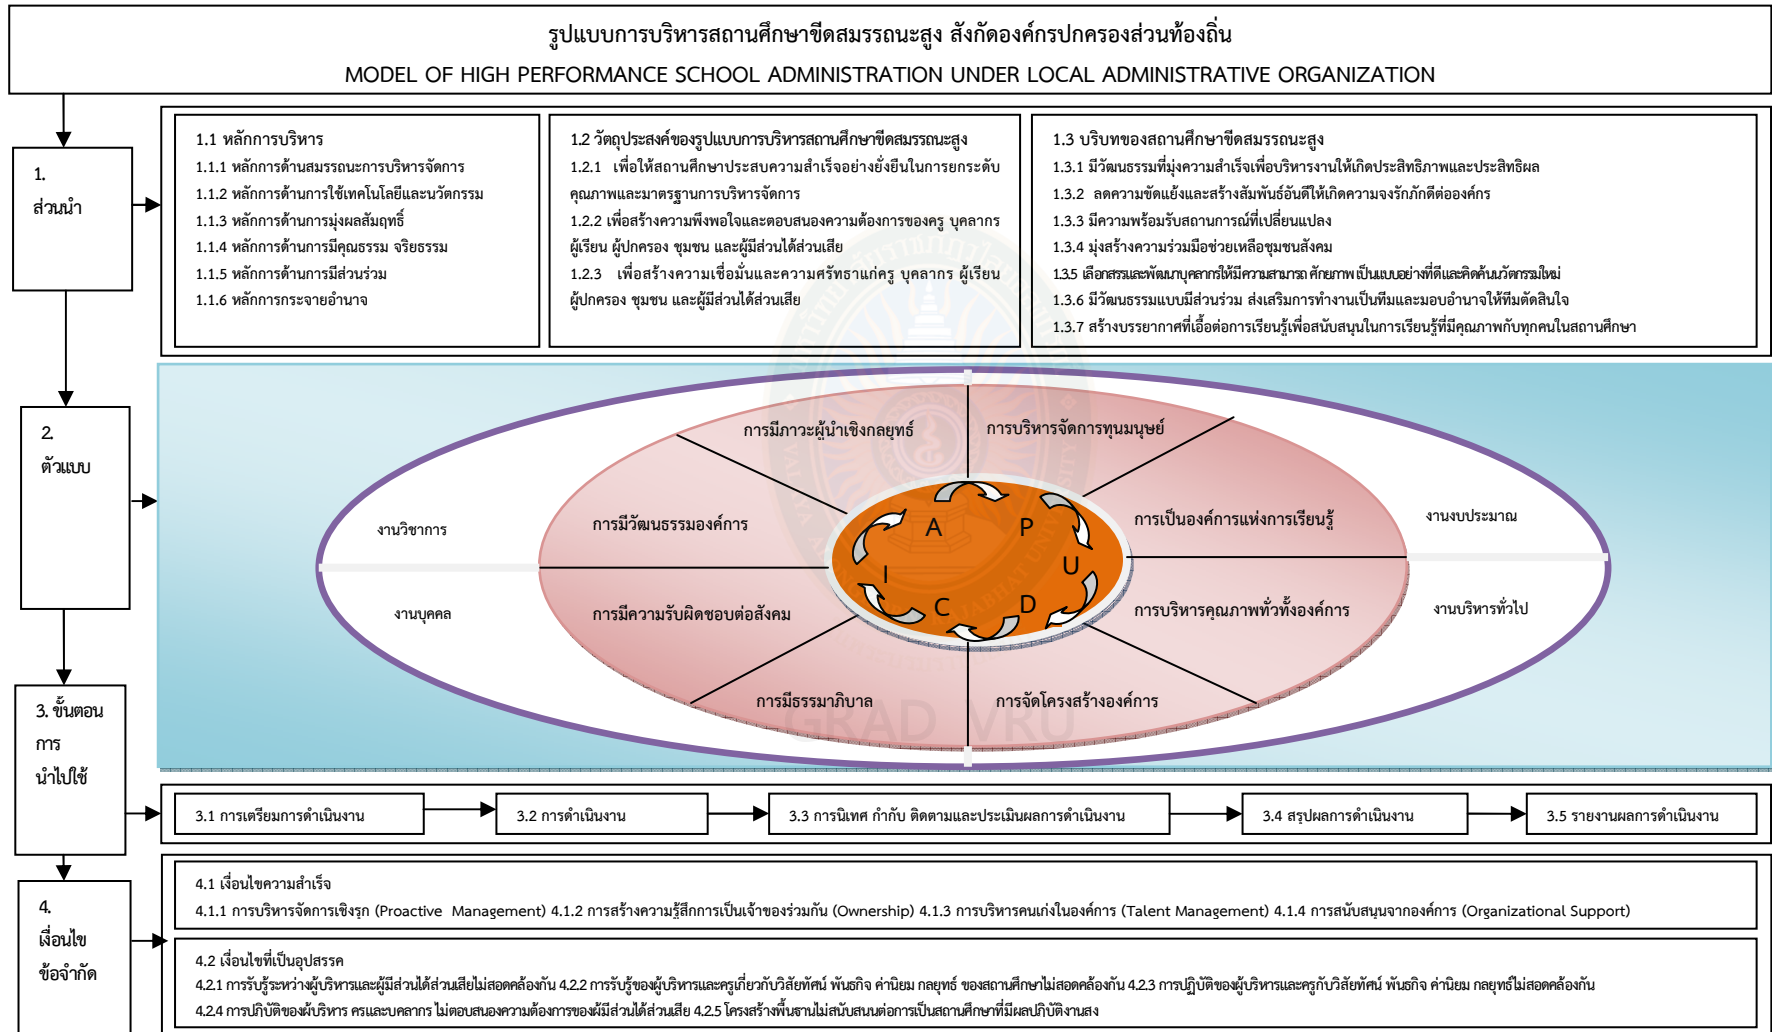 รูปแบบการบริหารสถานศึกษาขีดสมรรถนะสูง สังกัดองค์กรปกครองส่วนท้องถิ่น
MODEL OF HIGH PERFORMANCE SCHOOL ADMINISTRATION UNDER LOCAL ADMINISTRATIVE ORGANIZATION
1.
ส่วนนำ
1.1 หลักการบริหาร
1.1.1 หลักการด้านสมรรถนะการบริหารจัดการ
1.1.2 หลักการด้านการใช้เทคโนโลยีและนวัตกรรม
1.1.3 หลักการด้านการมุ่งผลสัมฤทธิ์
1.1.4 หลักการด้านการมีคุณธรรม จริยธรรม
1.1.5 หลักการด้านการมีส่วนร่วม
1.1.6 หลักการกระจายอำนาจ
1.2 วัตถุประสงค์ของรูปแบบการบริหารสถานศึกษาขีดสมรรถนะสูง
1.2.1 เพื่อให้สถานศึกษาประสบความสำเร็จอย่างยั่งยืนในการยกระดับ
คุณภาพและมาตรฐานการบริหารจัดการ
1.2.2 เพื่อสร้างความพึงพอใจและตอบสนองความต้องการของครู บุคลากร
ผู้เรียน ผู้ปกครอง ชุมชน และผู้มีส่วนได้ส่วนเสีย
1.2.3 เพื่อสร้างความเชื่อมั่นและความศรัทธาแก่ครู บุคลากร ผู้เรียน
ผู้ปกครอง ชุมชน และผู้มีส่วนได้ส่วนเสีย
1.3 บริบทของสถานศึกษาขีดสมรรถนะสูง
1.3.1 มีวัฒนธรรมที่มุ่งความสำเร็จเพื่อบริหารงานให้เกิดประสิทธิภาพและประสิทธิผล
1.3.2 ลดความขัดแย้งและสร้างสัมพันธ์อันดีให้เกิดความจงรักภักดีต่อองค์กร
1.3.3 มีความพร้อมรับสถานการณ์ที่เปลี่ยนแปลง
1.3.4 มุ่งสร้างความร่วมมือช่วยเหลือชุมชนสังคม
1.3.5 เลือกสรรและพัฒนาบุคลากรให้มีความสามารถ ศักยภาพ เป็นแบบอย่างที่ดีและคิดค้นนวัตกรรมใหม่
1.3.6 มีวัฒนธรรมแบบมีส่วนร่วม ส่งเสริมการทำงานเป็นทีมและมอบอำนาจให้ทีมตัดสินใจ
1.3.7 สร้างบรรยากาศที่เอื้อต่อการเรียนรู้เพื่อสนับสนุนในการเรียนรู้ที่มีคุณภาพกับทุกคนในสถานศึกษา
2.
ตัวแบบ
การมีภาวะผู้นำเชิงกลยุทธ์
การบริหารจัดการทุนมนุษย์
งานวิชาการ
การมีวัฒนธรรมองค์การ
A
P
การเป็นองค์การแห่งการเรียนรู้
งานงบประมาณ
I
U
งานบุคคล
การมีความรับผิดชอบต่อสังคม
C
D
การบริหารคุณภาพทั่วทั้งองค์การ
งานบริหารทั่วไป
การมีธรรมาภิบาล
การจัดโครงสร้างองค์การ
GRAD VRU
3. ขั้นตอน
การ
นำไปใช้
3.1 การเตรียมการดำเนินงาน
3.2 การดำเนินงาน
3.3 การนิเทศ กำกับ ติดตามและประเมินผลการดำเนินงาน
3.4 สรุปผลการดำเนินงาน
3.5 รายงานผลการดำเนินงาน
4.
เงื่อนไข
ข้อจำกัด
4.1 เงื่อนไขความสำเร็จ
4.1.1 การบริหารจัดการเชิงรุก (Proactive Management) 4.1.2 การสร้างความรู้สึกการเป็นเจ้าของร่วมกัน (Ownership) 4.1.3 การบริหารคนเก่งในองค์การ (Talent Management) 4.1.4 การสนับสนุนจากองค์การ (Organizational Support)
4.2 เงื่อนไขที่เป็นอุปสรรค
4.2.1 การรับรู้ระหว่างผู้บริหารและผู้มีส่วนได้ส่วนเสียไม่สอดคล้องกัน 4.2.2 การรับรู้ของผู้บริหารและครูเกี่ยวกับวิสัยทัศน์ พันธกิจ ค่านิยม กลยุทธ์ ของสถานศึกษาไม่สอดคล้องกัน 4.2.3 การปฏิบัติของผู้บริหารและครูกับวิสัยทัศน์ พันธกิจ ค่านิยม กลยุทธ์ไม่สอดคล้องกัน
4.2.4 การปฏิบัติของผู้บริหาร ครูและบุคลากร ไม่ตอบสนองความต้องการของผู้มีส่วนได้ส่วนเสีย 4.2.5 โครงสร้างพื้นฐานไม่สนับสนุนต่อการเป็นสถานศึกษาที่มีผลปฏิบัติงานสูง